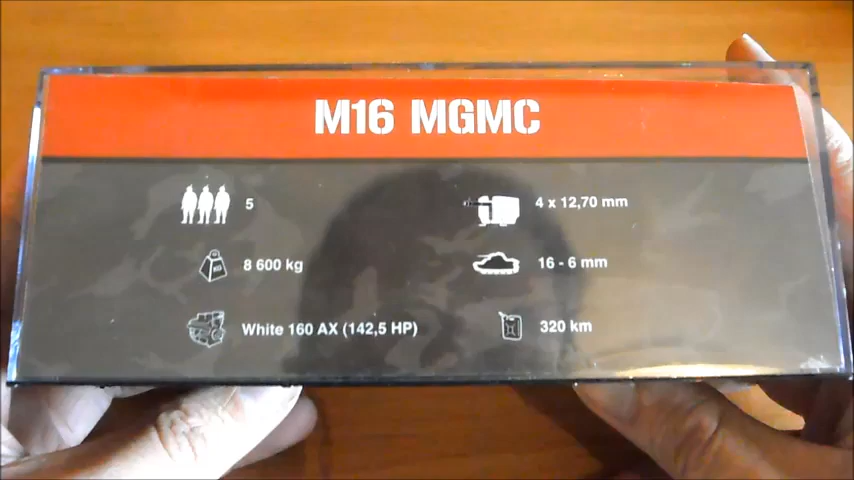 M16 MGMC
5
4 x 12,70 mm
8 600 kg
16 - 6 mm
White 160 AX (142,5 HP)
320 km